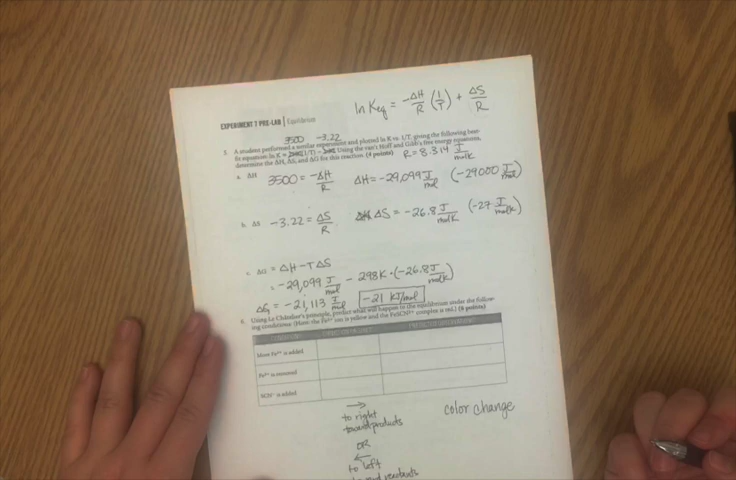 ln Keq = -ΔH/R (1/T) + ΔS/R
EXPERIMENT 7 PRE-LAB | Equilibrium
3500 -3.22
5. A student performed a similar experiment and plotted ln K vs. 1/T, giving the following best-
fit equation: ln K = (1/T) - Using the van't Hoff and Gibb's free energy equations,
determine the ΔH, ΔS, and ΔG for this reaction. (4 points) R = 8.314 J/molK
a. ΔH 3500 = -ΔH/R ΔH = -29,099 J/mol (-29000 J/mol)
b. ΔS -3.22 = ΔS/R ΔS = -26.8 J/molK (-27 J/molK)
c. ΔG = ΔH - TΔS
= -29,099 J/mol - 298K·(-26.8 J/molK)
ΔG = -21,113 J/mol -21 KJ/mol
6. Using Le Châtelier's principle, predict what will happen to the equilibrium under the follow-
ing conditions. (Hint: the Fe³⁺ ion is yellow and the FeSCN²⁺ complex is red.) (6 points)
More Fe³⁺ is added
Fe³⁺ is removed
SCN⁻ is added
→
to right
toward products
color change
OR
←
to left